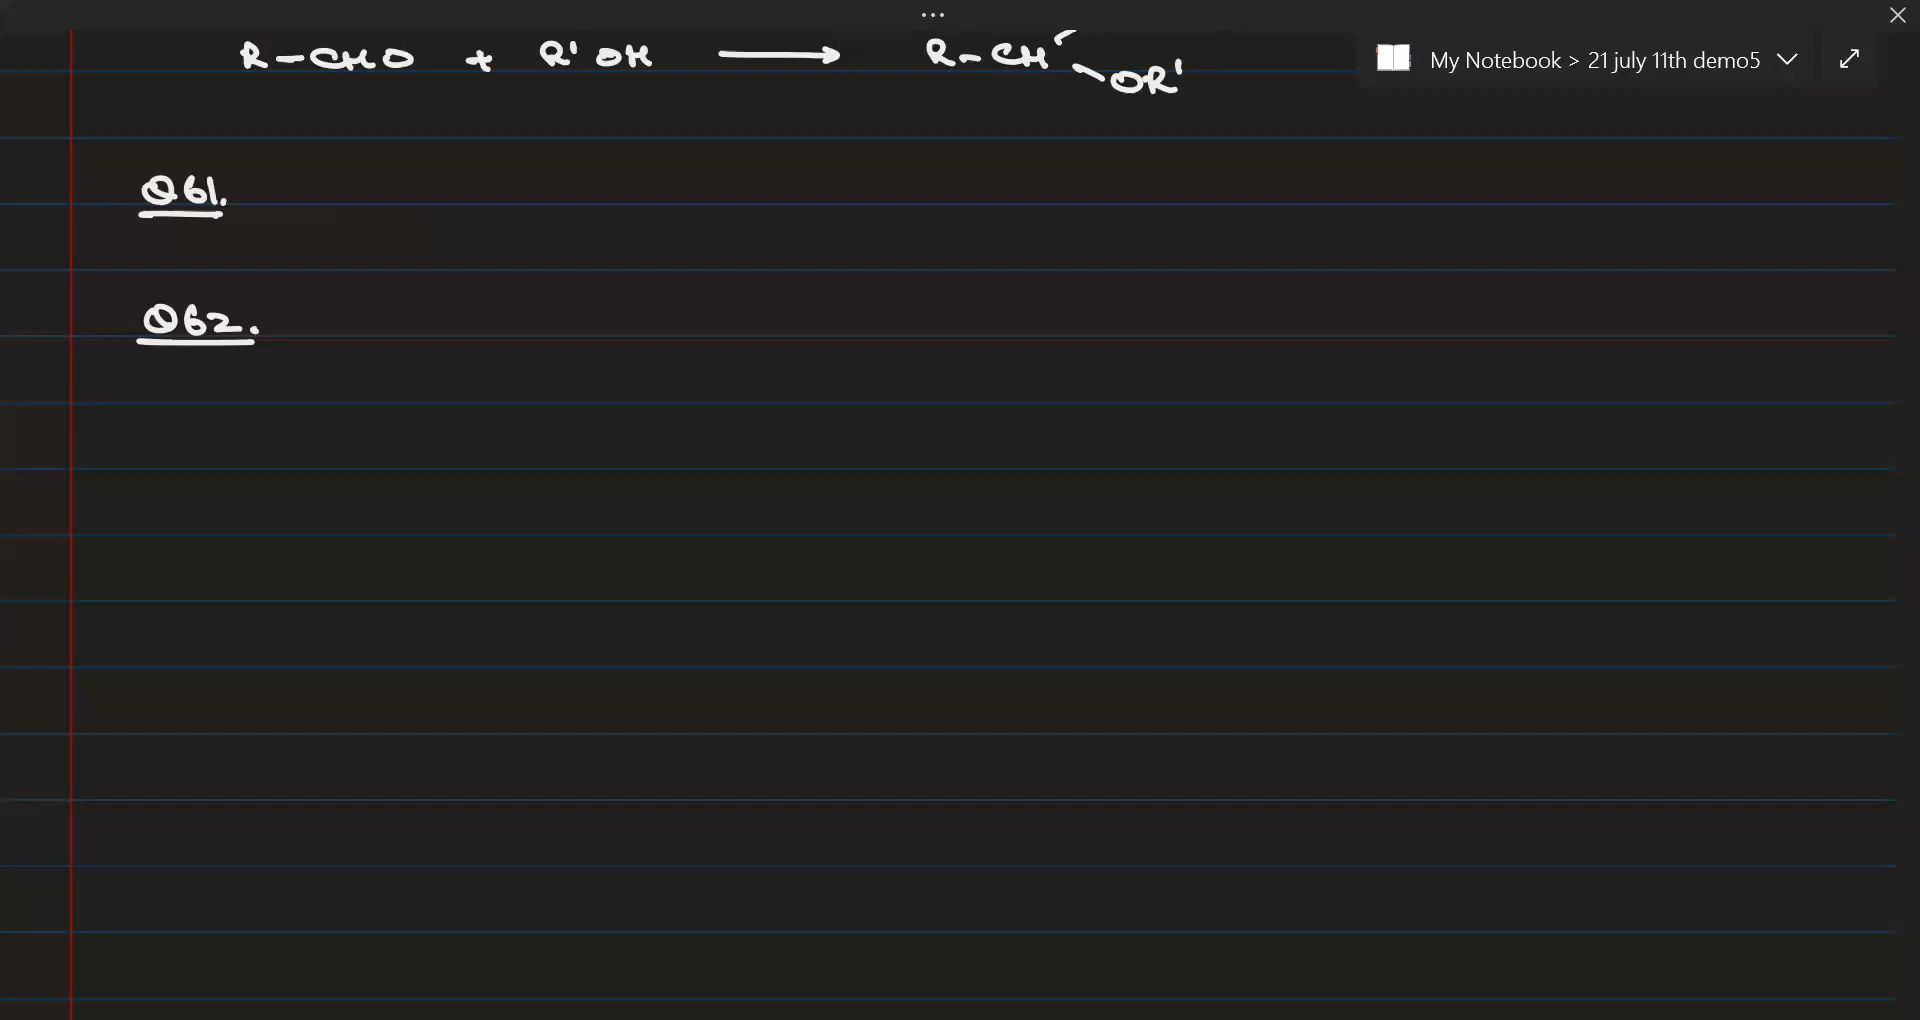 R-CHO + R'OH ⟶ R-CH
OR'
My Notebook > 21 july 11th demo5
Q61.
Q62.